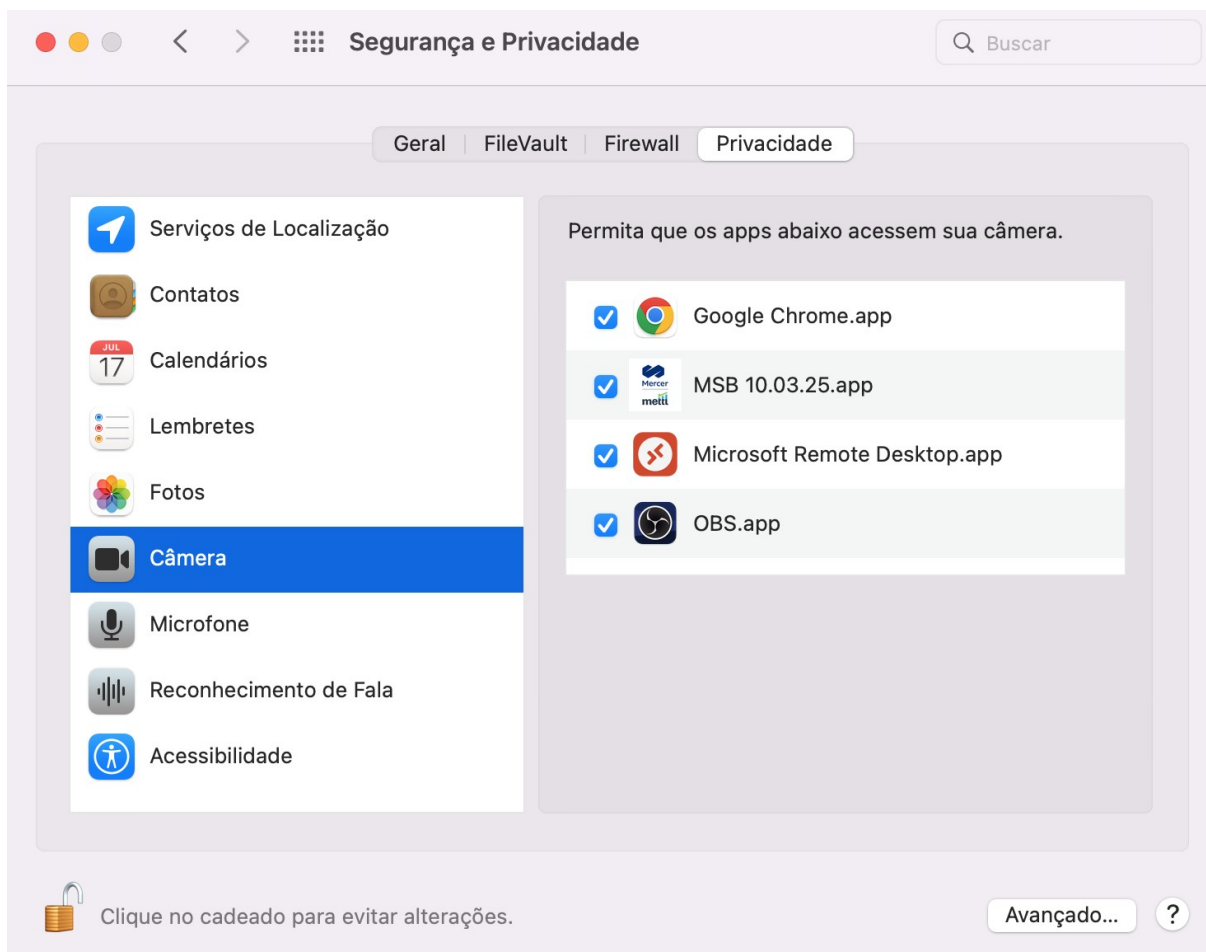 Segurança e Privacidade
Buscar
Geral
FileVault
Firewall
Privacidade
Serviços de Localização
Contatos
JUL
17
Calendários
Lembretes
Fotos
Câmera
Microfone
Reconhecimento de Fala
Acessibilidade
Permita que os apps abaixo acessem sua câmera.
Google Chrome.app
Mercer
mettl
MSB 10.03.25.app
Microsoft Remote Desktop.app
OBS.app
Clique no cadeado para evitar alterações.
Avançado...
?